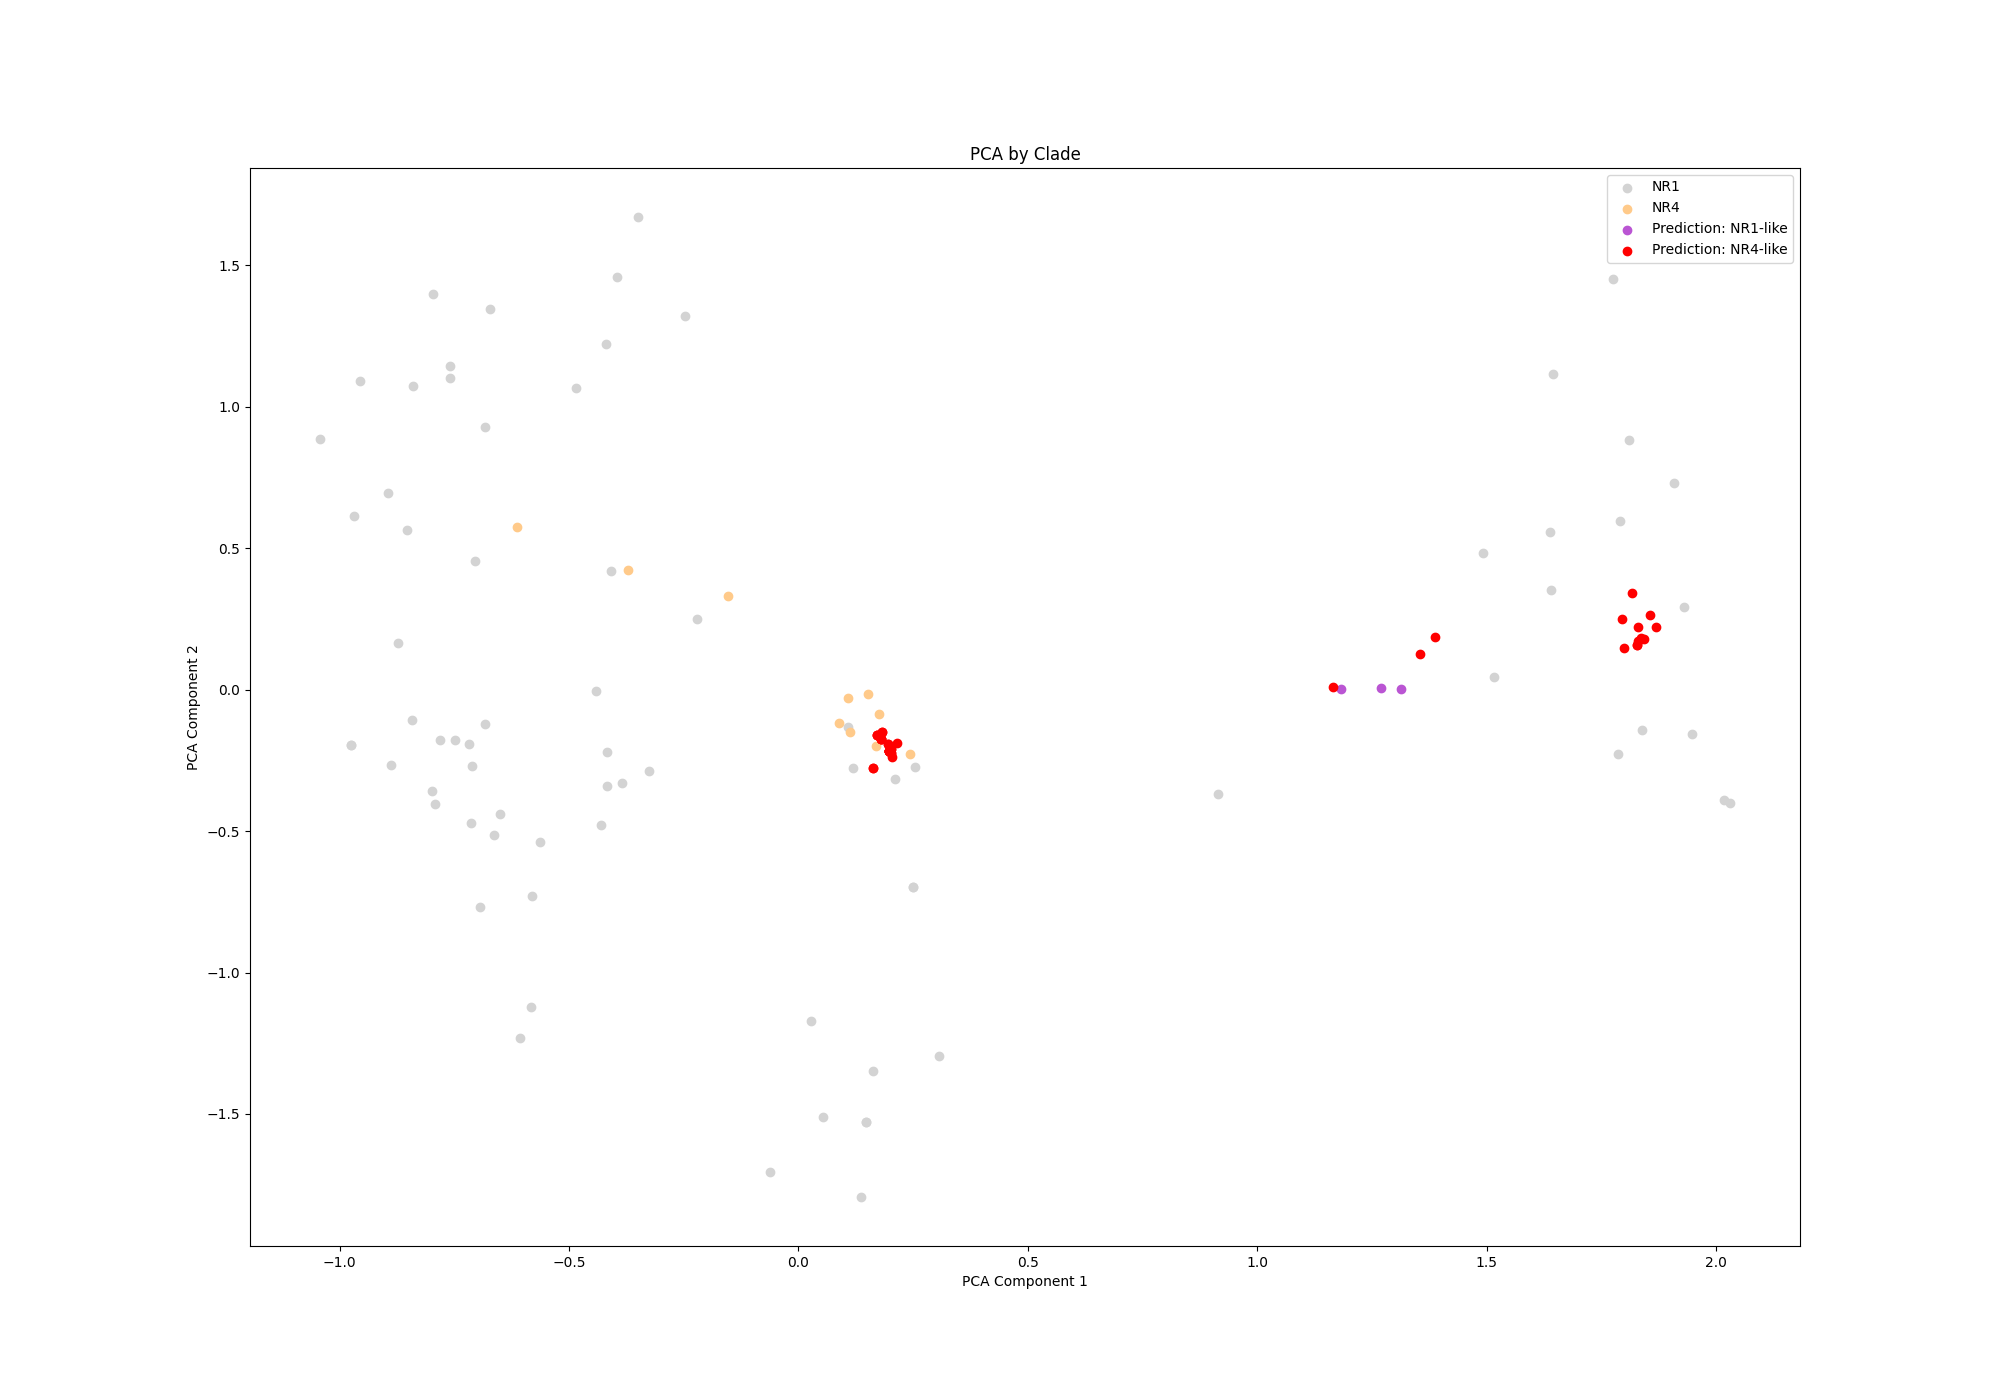 PCA by Clade
NR1
NR4
Prediction: NR1-like
Prediction: NR4-like
PCA Component 2
1.5
1.0
0.5
0.0
−0.5
−1.0
−1.5
−1.0
−0.5
0.0
0.5
1.0
1.5
2.0
PCA Component 1